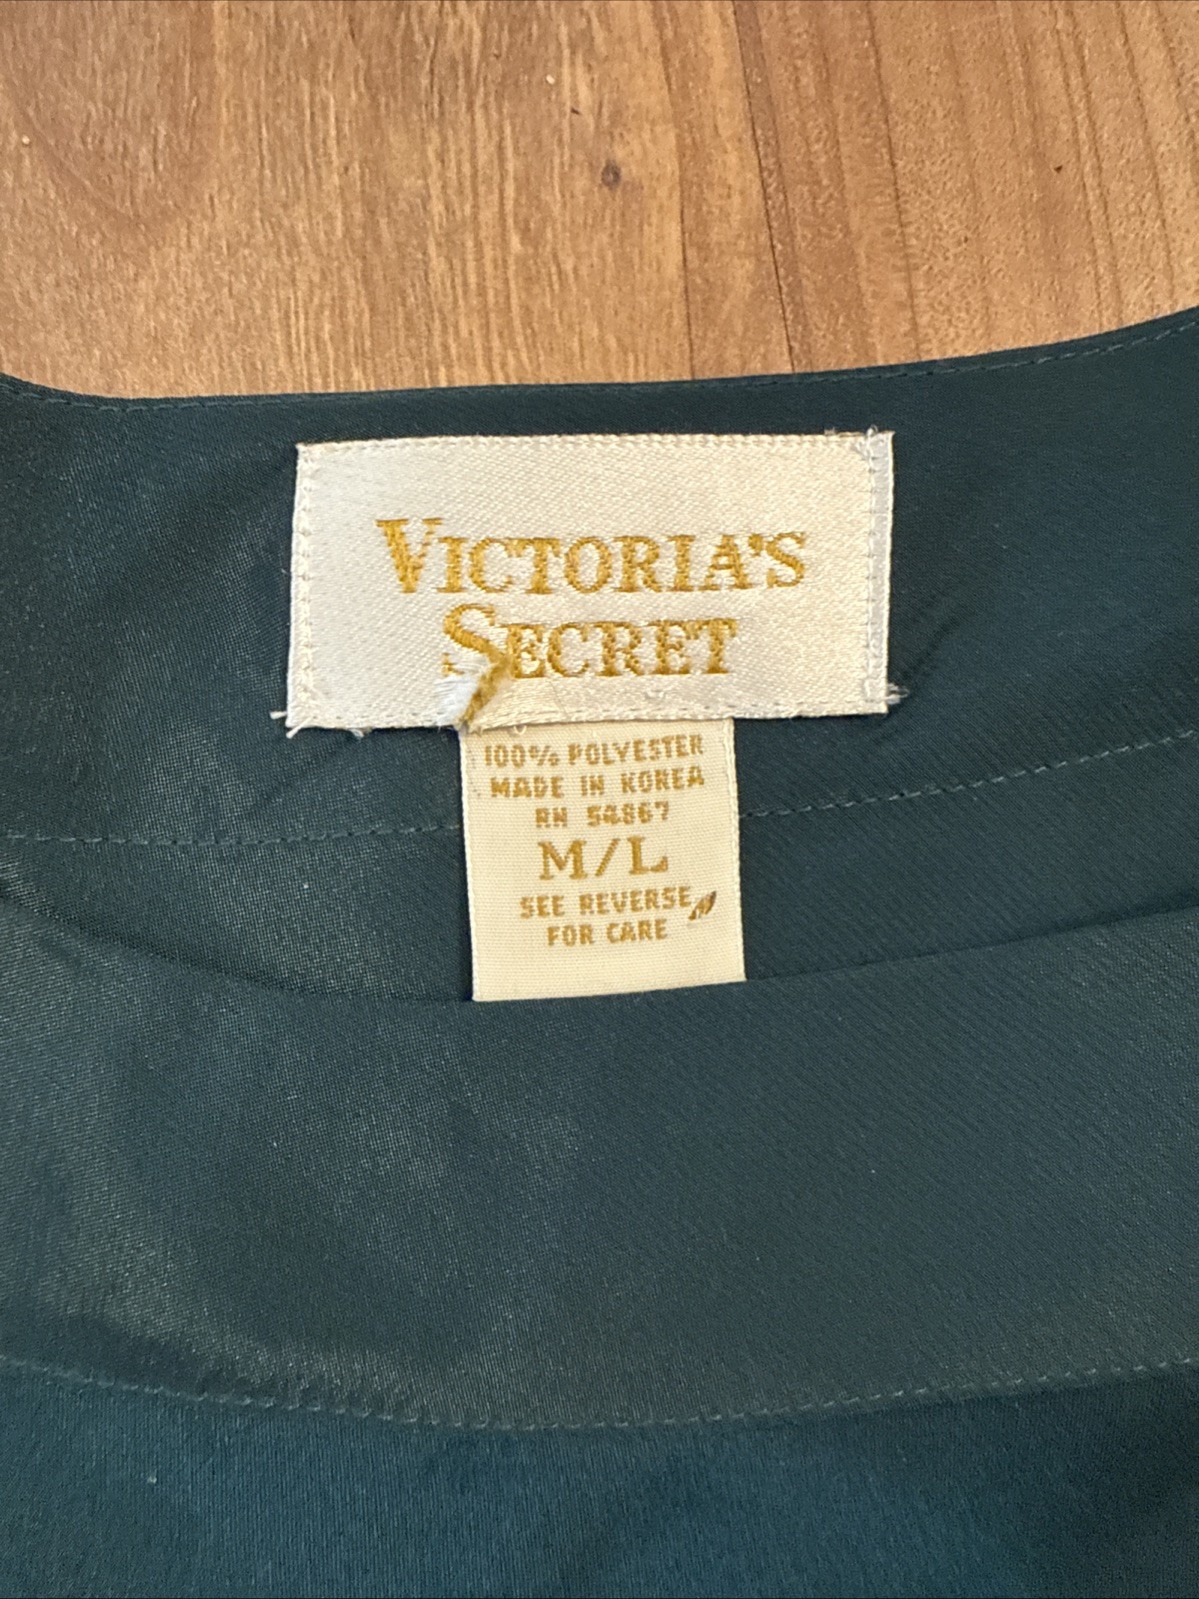 VICTORIA'S
SECRET
100% POLYESTER
MADE IN KOREA
RN 54867
M/L
SEE REVERSE
FOR CARE